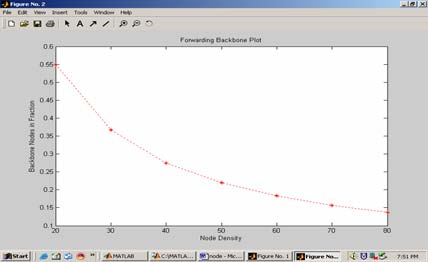 Figure No. 2
File Edit View Insert Tools Window Help
Forwarding Backbone Plot
Backbone Nodes in Fraction
0.6
0.55
0.5
0.45
0.4
0.35
0.3
0.25
0.2
0.15
0.1
20 30 40 50 60 70 80
Node Density
Start
MATLAB
C:\MATLA...
node - Mic...
Figure No. 1
Figure No...
7:51 PM